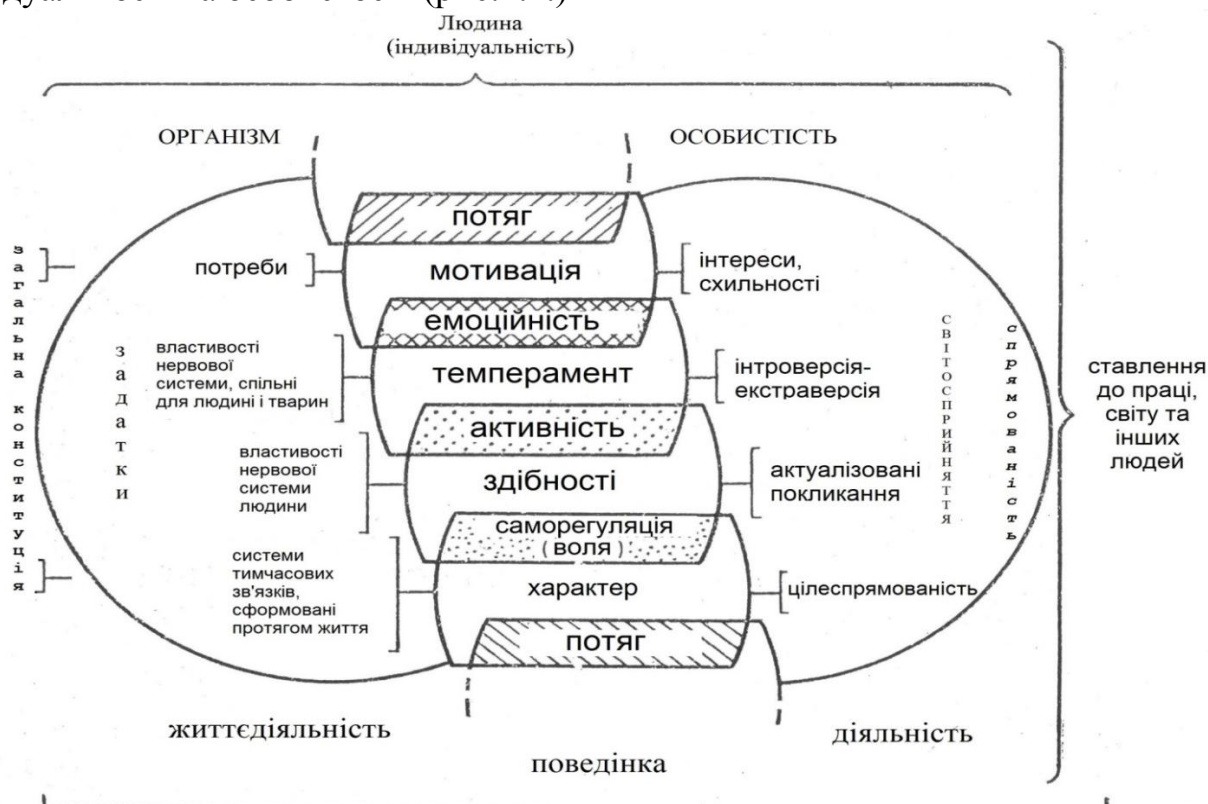 Людина
(індивідуальність)
ОРГАНІЗМ
ОСОБИСТІСТЬ
потяг
загальна конституція
потреби
мотивація
інтереси,
схильності
емоційність
задатки
властивості
нервової
системи, спільні
для людині і тварин
темперамент
інтроверсія-
екстраверсія
світосприйняття
спрямованість
ставлення
до праці,
світу та
інших
людей
активність
властивості
нервової
системи
людини
здібності
актуалізовані
покликання
саморегуляція
(воля)
системи
тимчасових
зв'язків,
сформовані
протягом життя
характер
цілеспрямованість
потяг
життєдіяльність
поведінка
діяльність